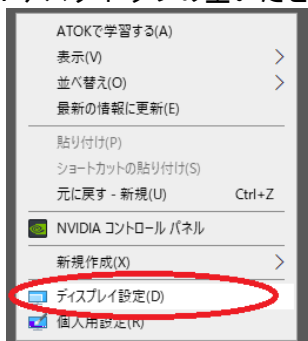 ATOKで学習する(A)
表示(V)
並べ替え(O)
最新の情報に更新(E)
貼り付け(P)
ショートカットの貼り付け(S)
元に戻す - 新規(U) Ctrl+Z
NVIDIA コントロール パネル
新規作成(X)
ディスプレイ設定(D)
個人用設定(R)